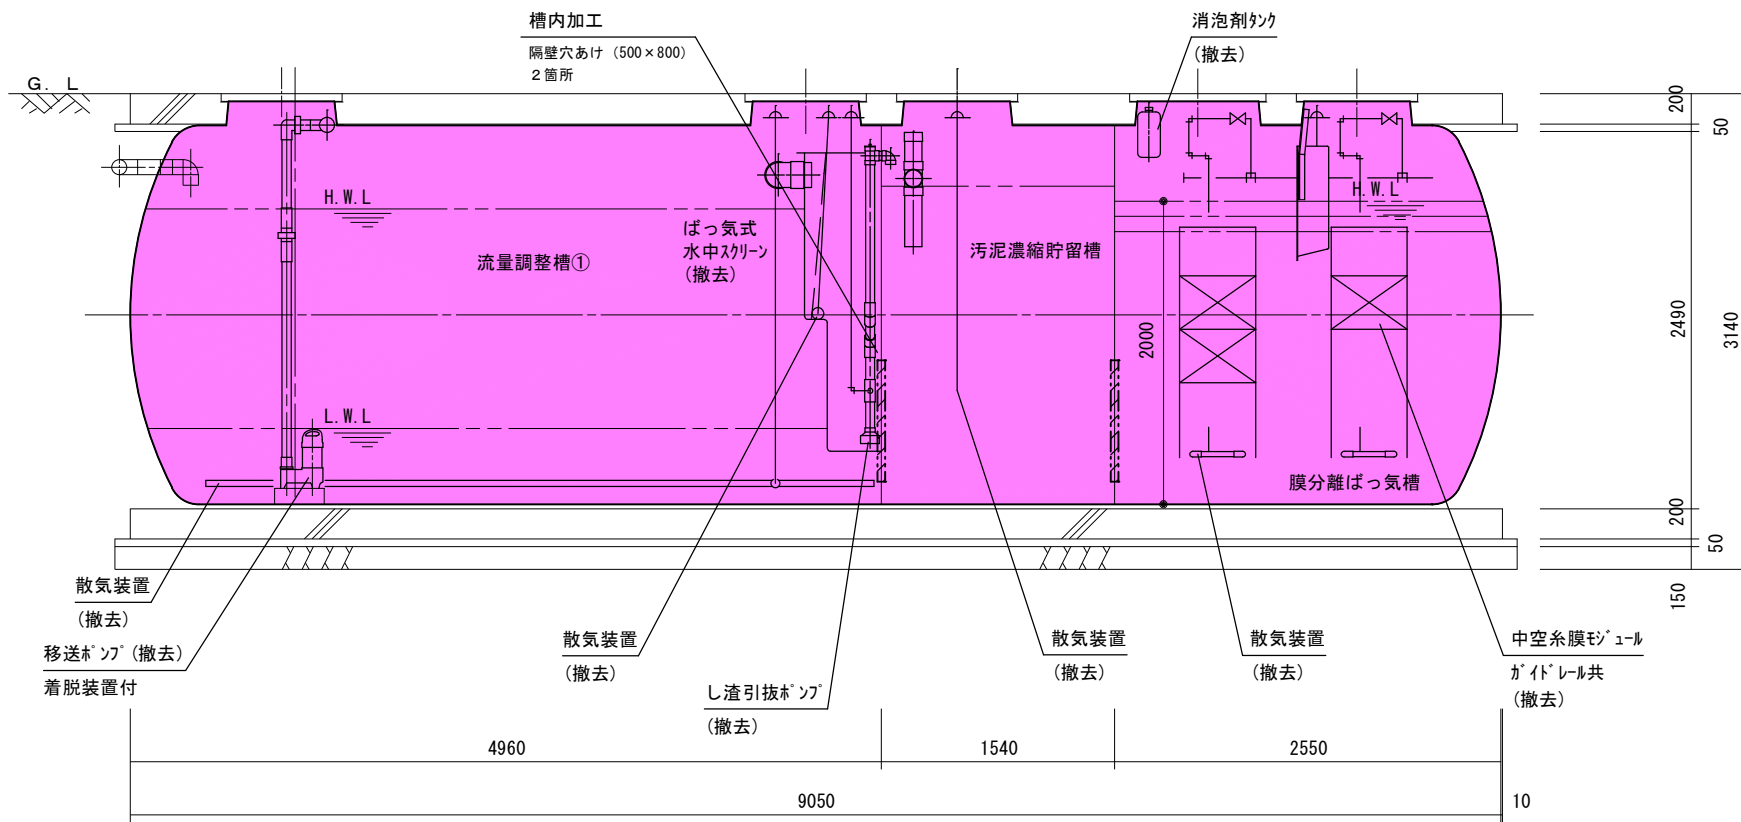 槽内加工
隔壁穴あけ (500×800)
2箇所
消泡剤ﾀﾝｸ
(撤去)
G. L
H.W.L
流量調整槽①
ばっ気式
水中ｽｸﾘｰﾝ
(撤去)
汚泥濃縮貯留槽
H.W.L
L.W.L
2000
膜分離ばっ気槽
200
50
2490
3140
200
50
150
散気装置
(撤去)
移送ﾎﾟﾝﾌﾟ(撤去)
着脱装置付
散気装置
(撤去)
し渣引抜ﾎﾟﾝﾌﾟ
(撤去)
散気装置
(撤去)
散気装置
(撤去)
中空糸膜ﾓｼﾞｭｰﾙ
ｶﾞｲﾄﾞﾚｰﾙ共
(撤去)
4960
1540
2550
9050
10